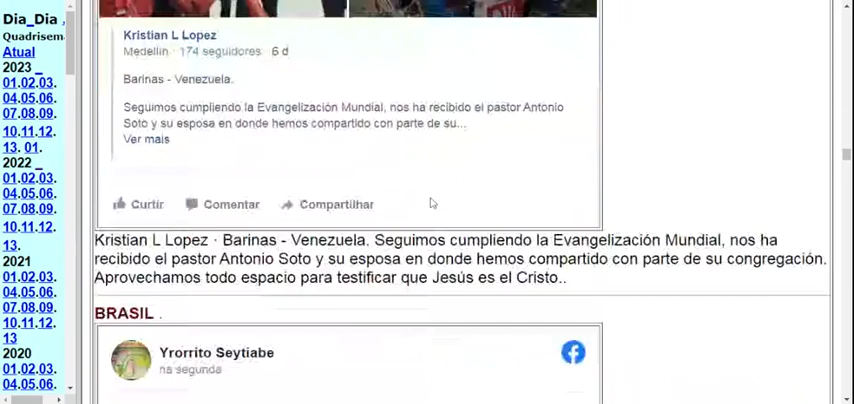 Dia_Dia
Quadrisem
Atual
2023 _
01.02.03.
04.05.06.
07.08.09.
10.11.12.
13. 01.
2022 _
01.02.03.
04.05.06.
07.08.09.
10.11.12.
13.
2021
01.02.03.
04.05.06.
07.08.09.
10.11.12.
13
2020
01.02.03.
04.05.06.
Kristian L Lopez
Medellín · 174 seguidores · 6 d
Barinas - Venezuela.
Seguimos cumpliendo la Evangelización Mundial, nos ha recibido el pastor Antonio
Soto y su esposa en donde hemos compartido con parte de su...
Ver mais
Curtir Comentar Compartilhar
Kristian L Lopez · Barinas - Venezuela. Seguimos cumpliendo la Evangelización Mundial, nos ha
recibido el pastor Antonio Soto y su esposa en donde hemos compartido con parte de su congregación.
Aprovechamos todo espacio para testificar que Jesús es el Cristo..
BRASIL .
Yrorrito Seytiabe
na segunda